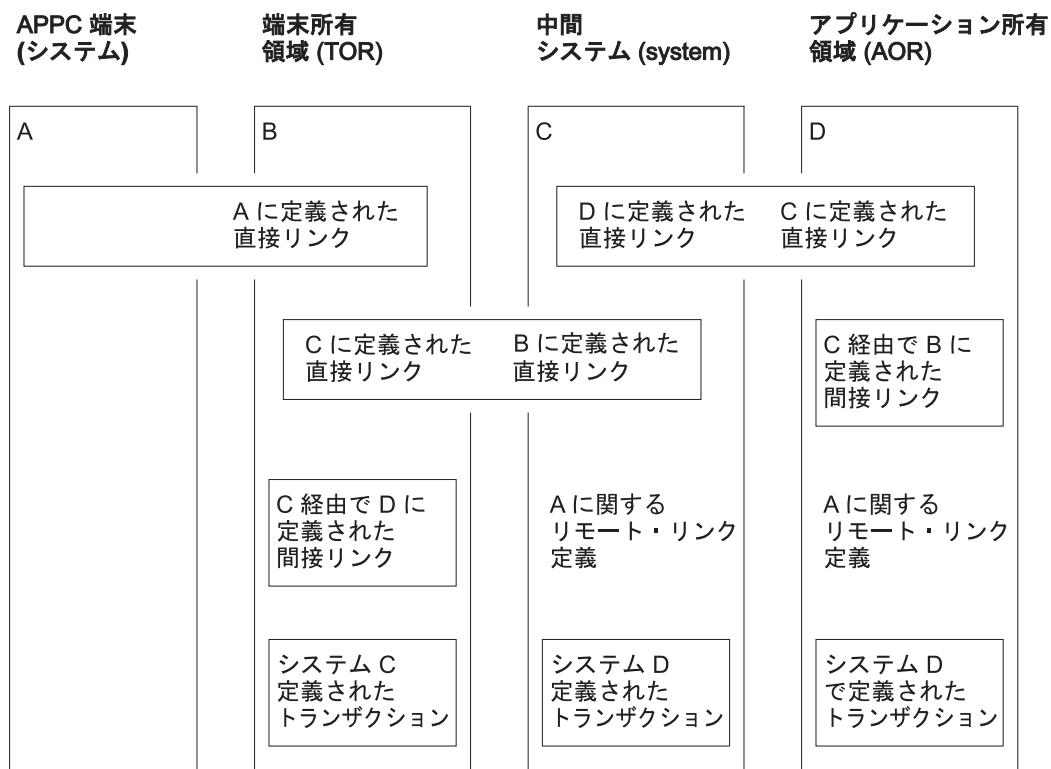 APPC 端末
(システム)
端末所有
領域 (TOR)
中間
システム (system)
アプリケーション所有
領域 (AOR)
A
B
C
D
A に定義された
直接リンク
D に定義された
直接リンク
C に定義された
直接リンク
C に定義された
直接リンク
B に定義された
直接リンク
C 経由で B に
定義された
間接リンク
C 経由で D に
定義された
間接リンク
A に関する
リモート・リンク
定義
A に関する
リモート・リンク
定義
システム C
定義された
トランザクション
システム D
定義された
トランザクション
システム D
で定義された
トランザクション